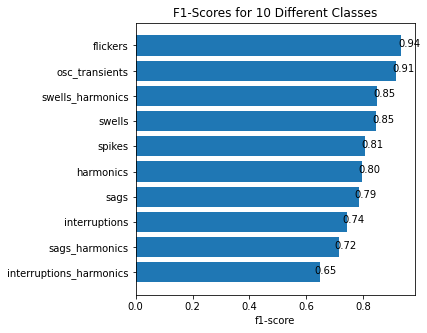 F1-Scores for 10 Different Classes
flickers 0.94
osc_transients 0.91
swells_harmonics 0.85
swells 0.85
spikes 0.81
harmonics 0.80
sags 0.79
interruptions 0.74
sags_harmonics 0.72
interruptions_harmonics 0.65
0.0 0.2 0.4 0.6 0.8
f1-score